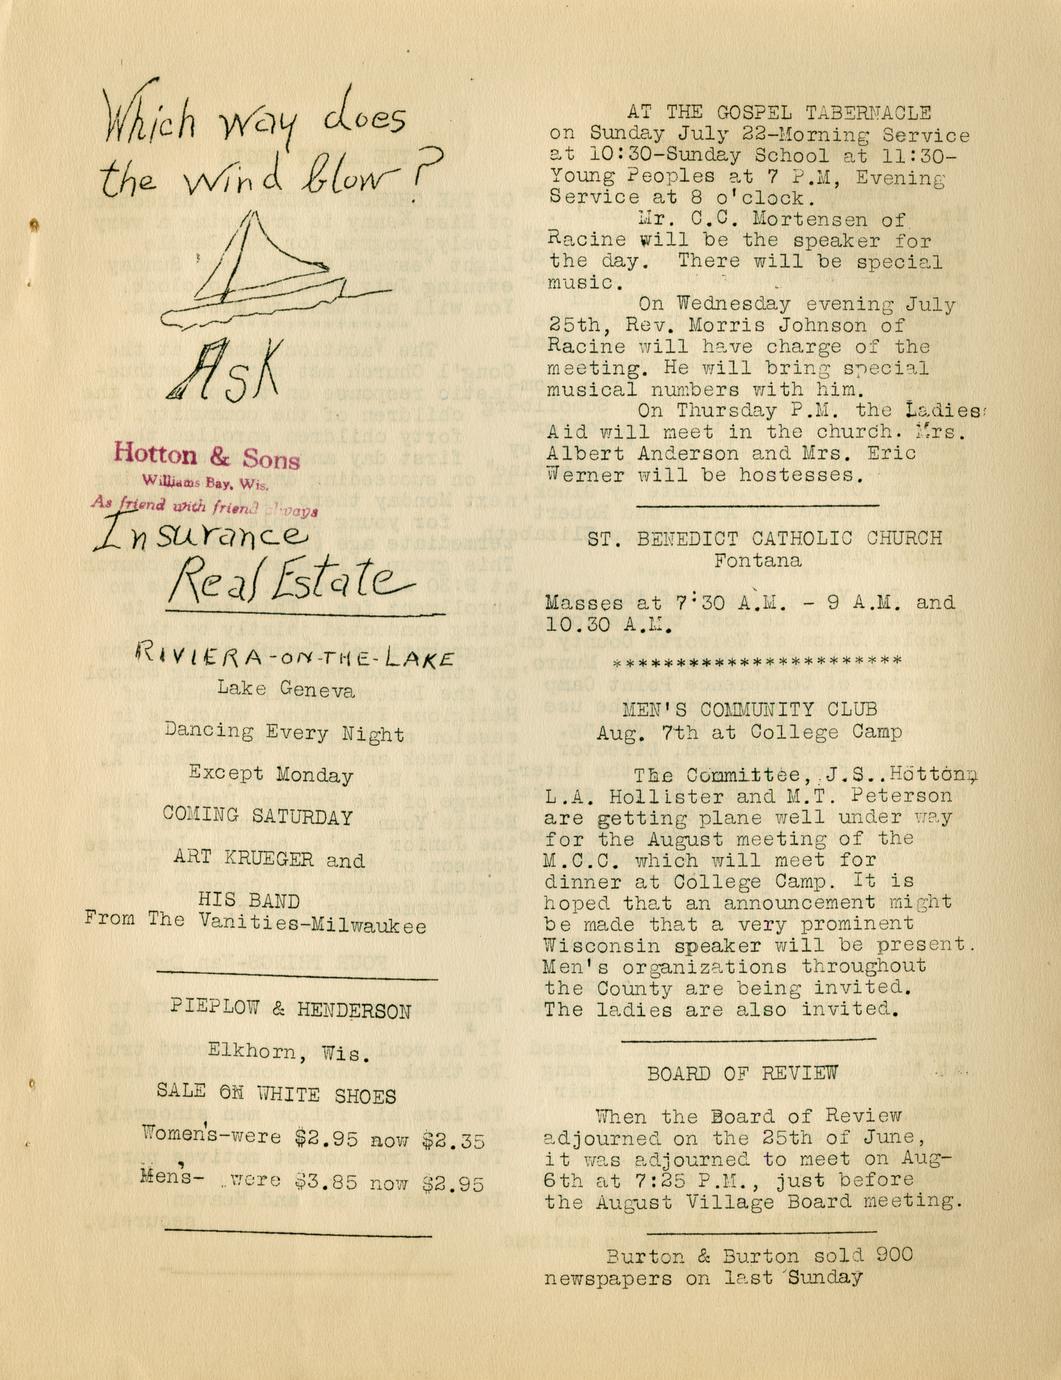 Which way does
the wind blow?
Ask
Hotton & Sons
Williams Bay, Wis.
As friend with friend always
Insurance
Real Estate
RIVIERA-ON-THE-LAKE
Lake Geneva
Dancing Every Night
Except Monday
COMING SATURDAY
ART KRUEGER and
HIS BAND
From The Vanities-Milwaukee
PIEPLOW & HENDERSON
Elkhorn, Wis.
SALE ON WHITE SHOES
Women's-were $2.95 now $2.35
Men's- were $3.85 now $2.95
AT THE GOSPEL TABERNACLE
on Sunday July 22-Morning Service
at 10:30-Sunday School at 11:30-
Young Peoples at 7 P.M, Evening
Service at 8 o'clock.
Mr. C.C. Mortensen of
Racine will be the speaker for
the day. There will be special
music.
On Wednesday evening July
25th, Rev. Morris Johnson of
Racine will have charge of the
meeting. He will bring special
musical numbers with him.
On Thursday P.M. the Ladies
Aid will meet in the church. Mrs.
Albert Anderson and Mrs. Eric
Werner will be hostesses.
ST. BENEDICT CATHOLIC CHURCH
Fontana
Masses at 7:30 A.M. - 9 A.M. and
10.30 A.M.
***********************
MEN'S COMMUNITY CLUB
Aug. 7th at College Camp
The Committee, J.S..Hotton,
L.A. Hollister and M.T. Peterson
are getting plane well under way
for the August meeting of the
M.C.C. which will meet for
dinner at College Camp. It is
hoped that an announcement might
be made that a very prominent
Wisconsin speaker will be present.
Men's organizations throughout
the County are being invited.
The ladies are also invited.
BOARD OF REVIEW
When the Board of Review
adjourned on the 25th of June,
it was adjourned to meet on Aug-
6th at 7:25 P.M., just before
the August Village Board meeting.
Burton & Burton sold 900
newspapers on last Sunday